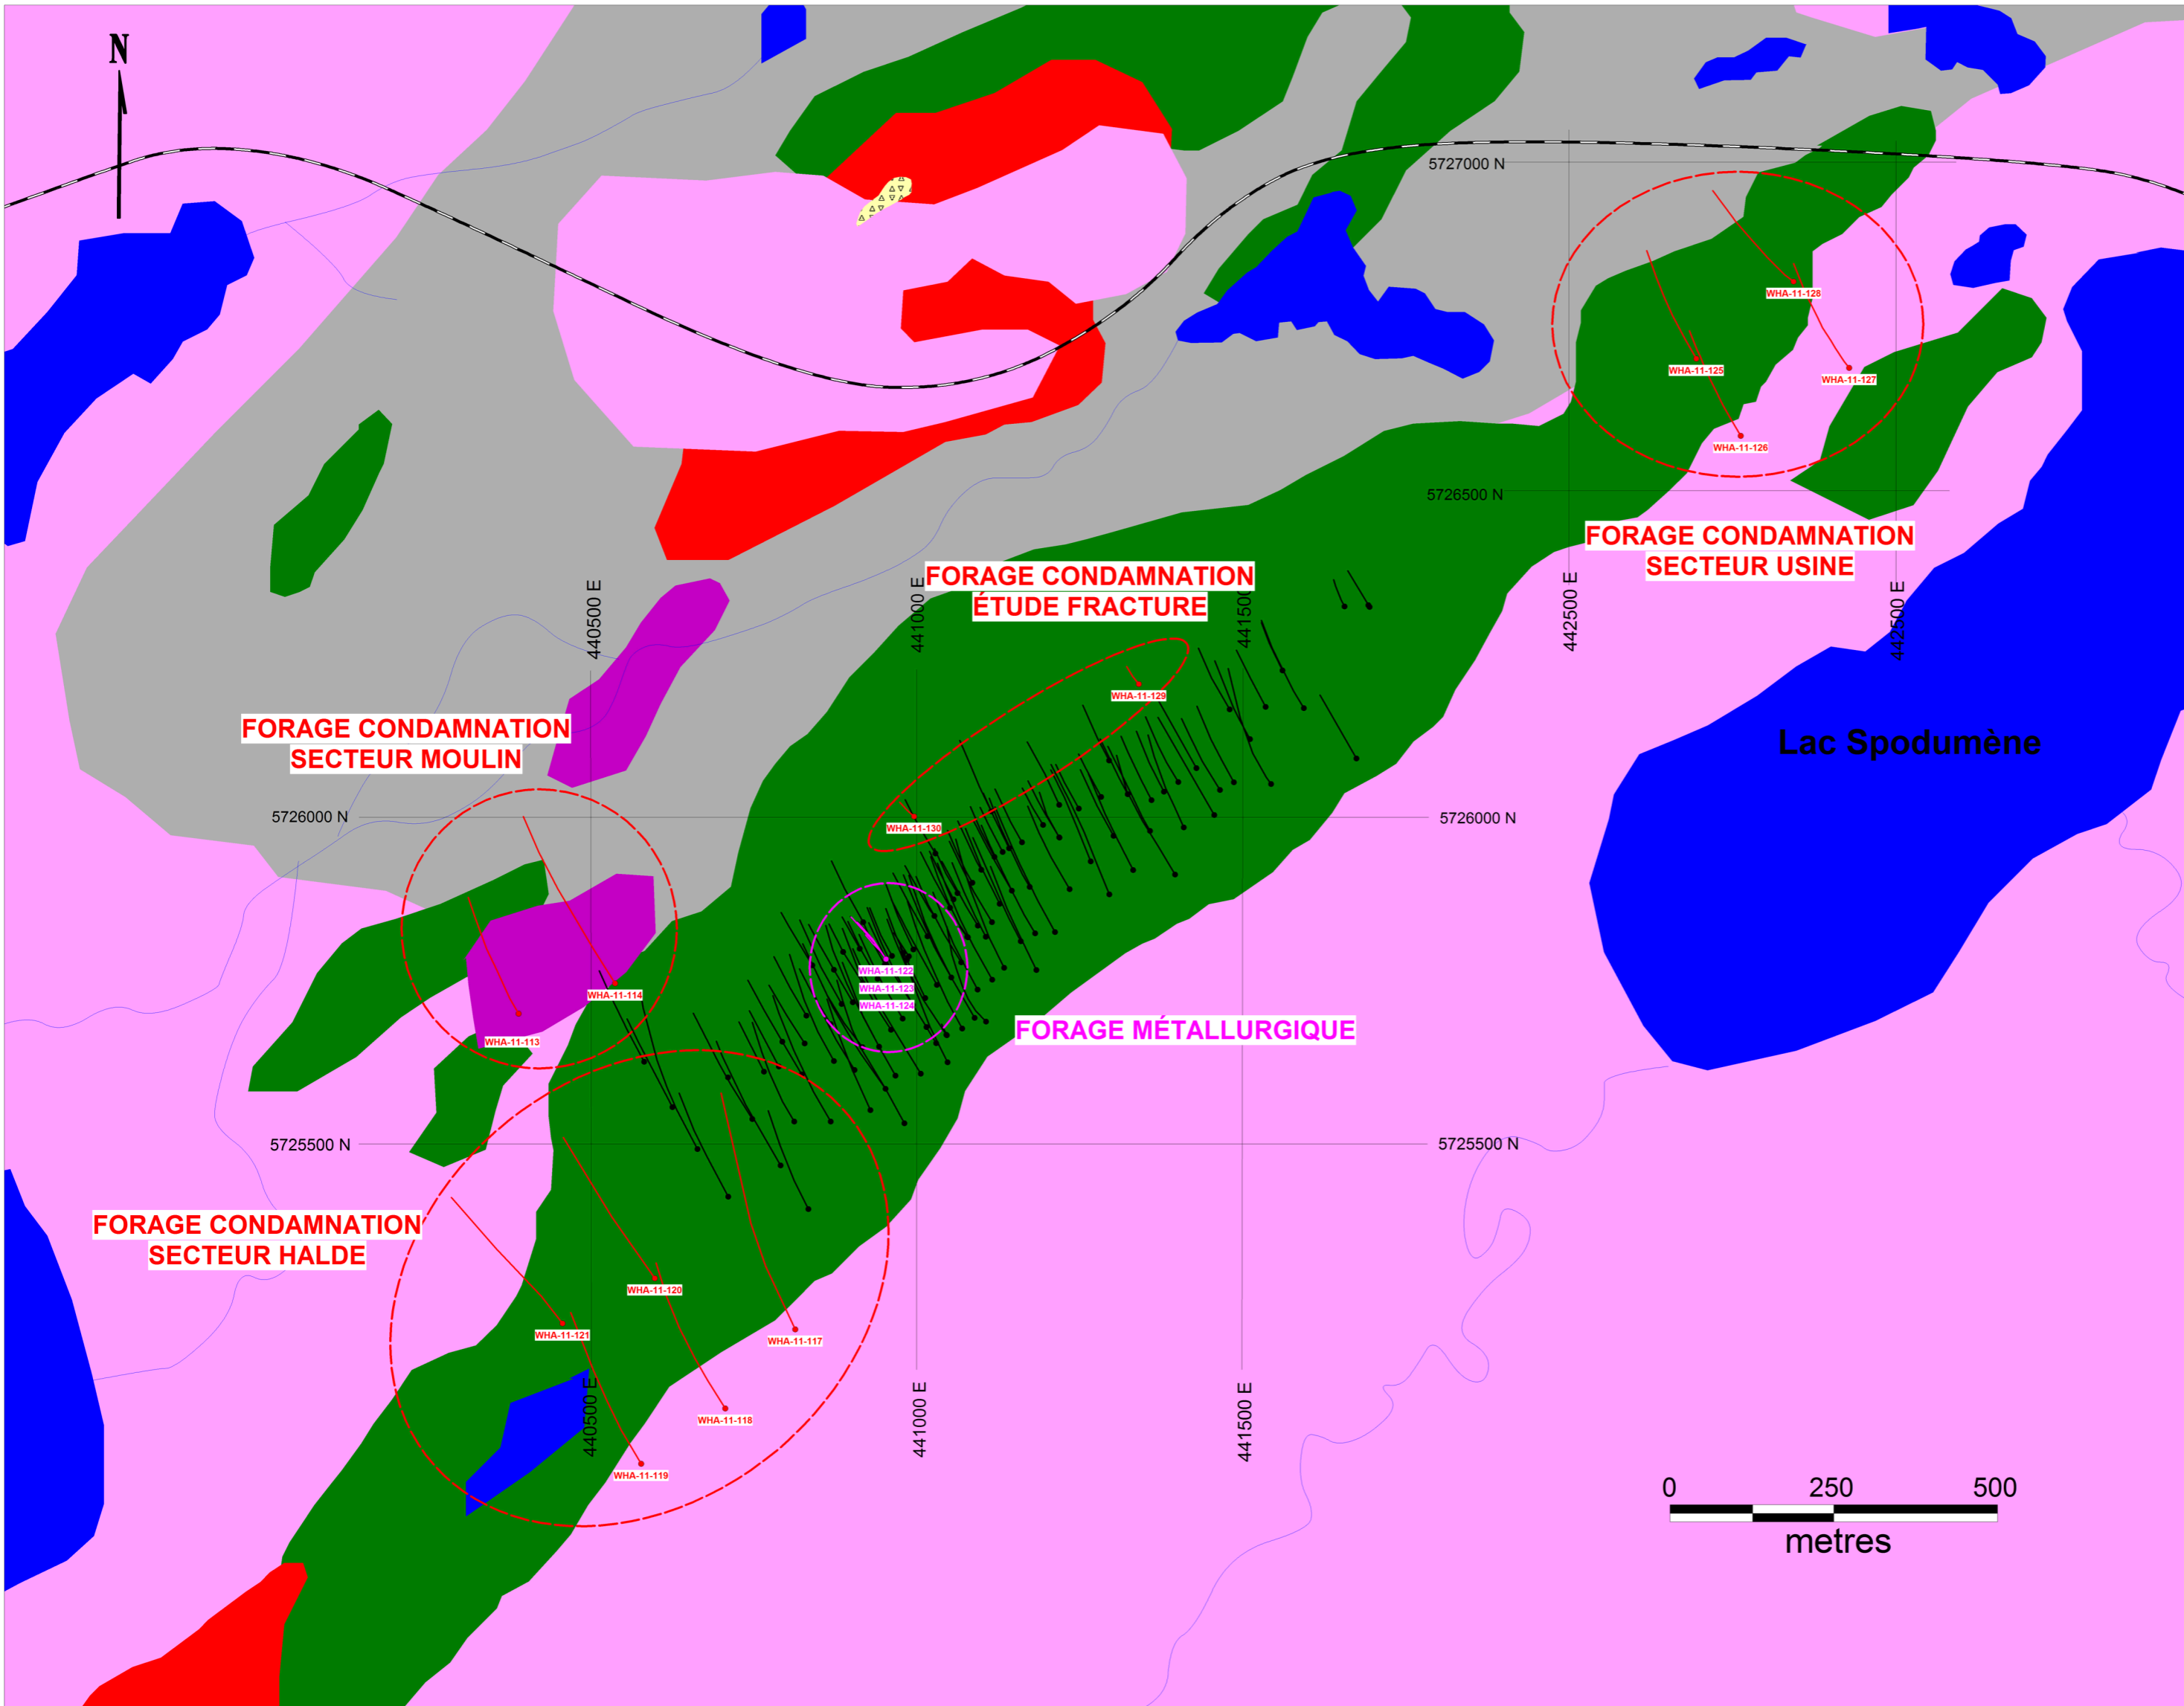 N
5727000 N
WHA-11-128
WHA-11-125
WHA-11-127
WHA-11-126
5726500 N
FORAGE CONDAMNATION
SECTEUR USINE
442500 E
442500 E
FORAGE CONDAMNATION
ÉTUDE FRACTURE
440500 E
441000 E
441500 E
WHA-11-129
FORAGE CONDAMNATION
SECTEUR MOULIN
Lac Spodumène
5726000 N
5726000 N
WHA-11-130
WHA-11-122
WHA-11-123
WHA-11-124
WHA-11-114
WHA-11-113
FORAGE MÉTALLURGIQUE
5725500 N
5725500 N
FORAGE CONDAMNATION
SECTEUR HALDE
WHA-11-120
WHA-11-121
WHA-11-117
WHA-11-118
WHA-11-119
440500 E
441000 E
441500 E
0 250 500
metres